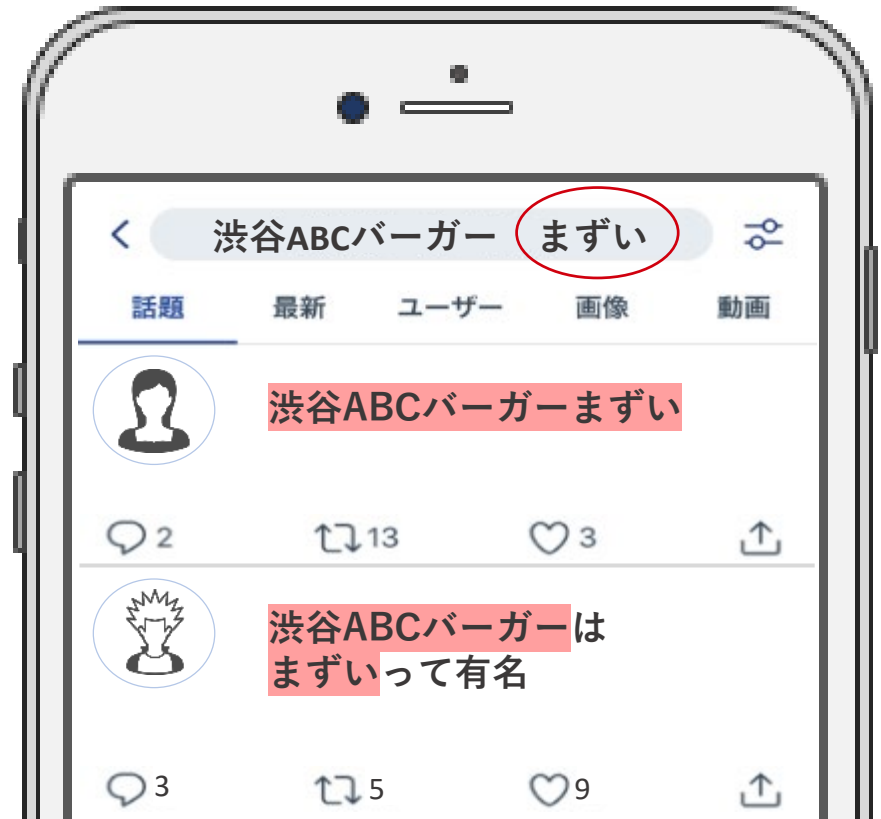 渋谷ABCバーガー　まずい
話題　最新　ユーザー　画像　動画
渋谷ABCバーガーまずい
2　13　3
渋谷ABCバーガーは
まずいって有名
3　5　9